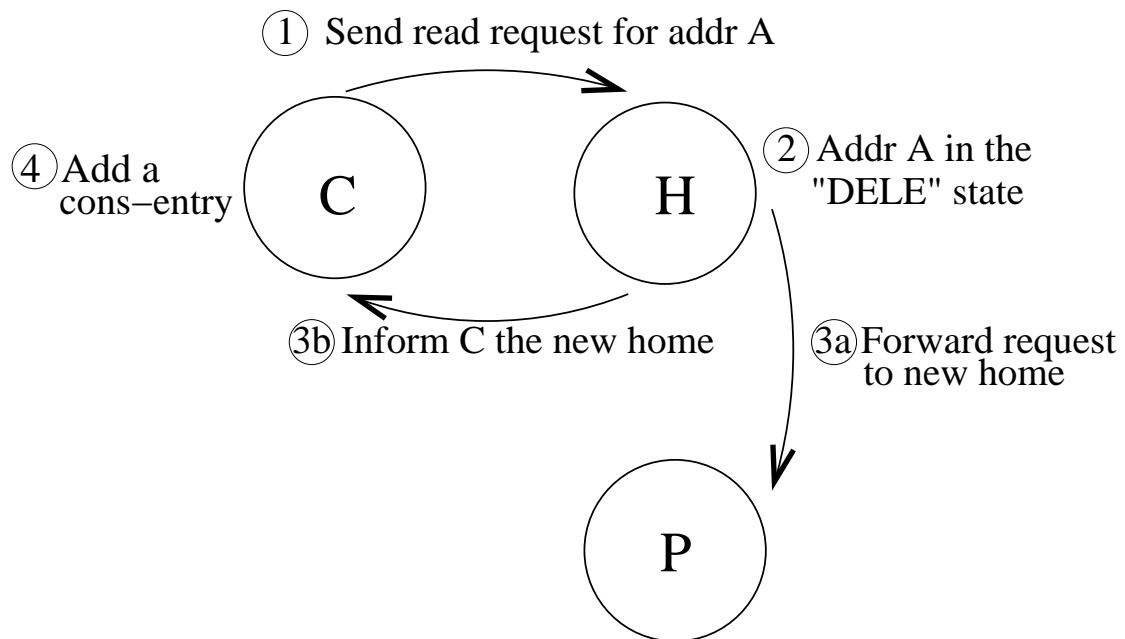 1 Send read request for addr A
C
H
2 Addr A in the
"DELE" state
4 Add a
cons−entry
3b Inform C the new home
3a Forward request
to new home
P